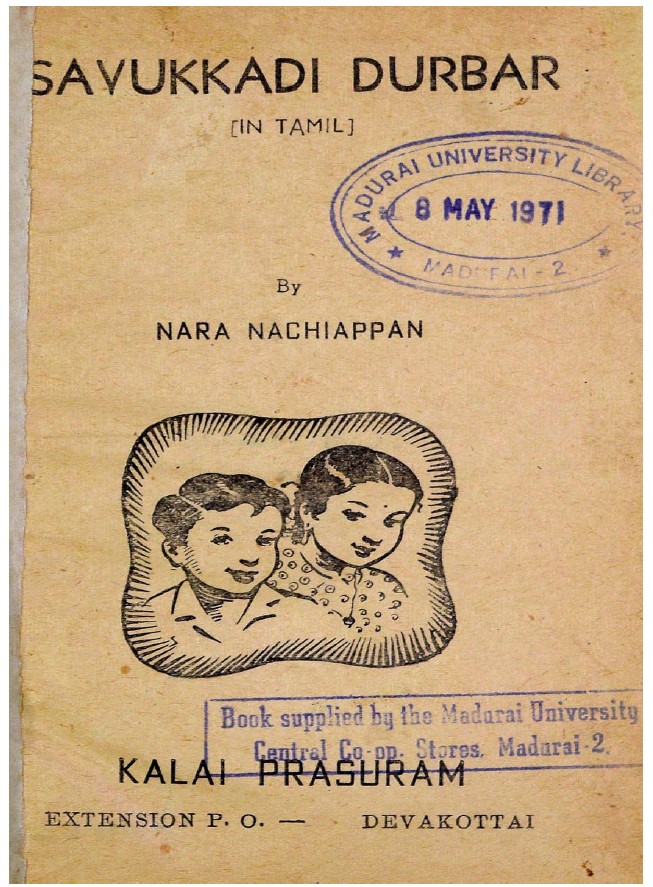 SAVUKKADI DURBAR
[IN TAMIL]
MADURAI UNIVERSITY LIBRARY,
8 MAY 1971
★ MADURAI - 2. ★
By
NARA NACHIAPPAN
Book supplied by the Madurai University
Central Co-op. Stores, Madurai-2.
KALAI PRASURAM
EXTENSION P. O. — DEVAKOTTAI